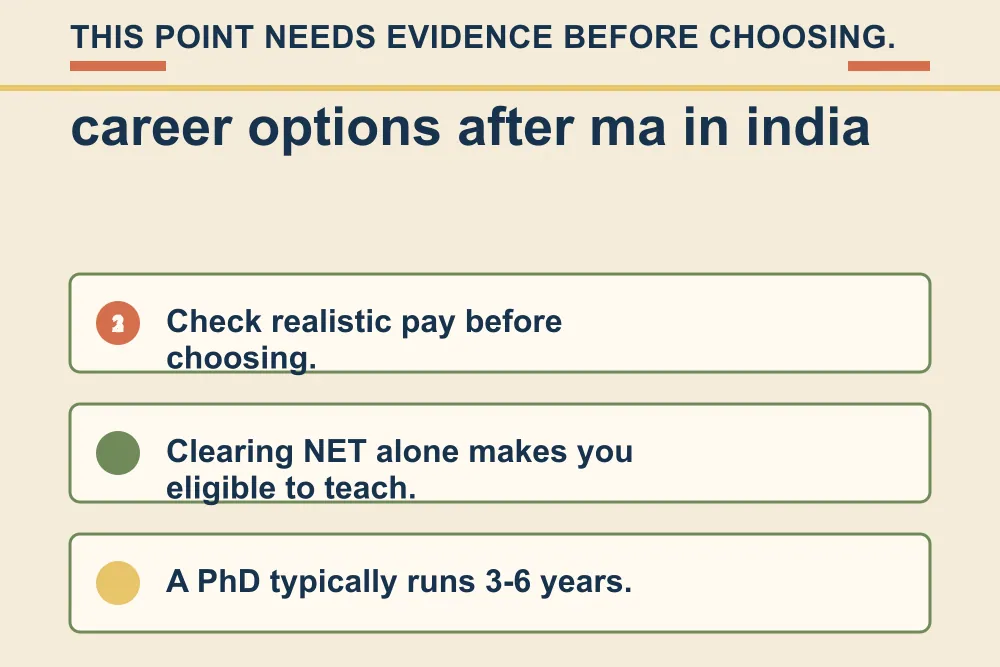 THIS POINT NEEDS EVIDENCE BEFORE CHOOSING.
career options after ma in india
Check realistic pay before
choosing.
Clearing NET alone makes you
eligible to teach.
A PhD typically runs 3-6 years.